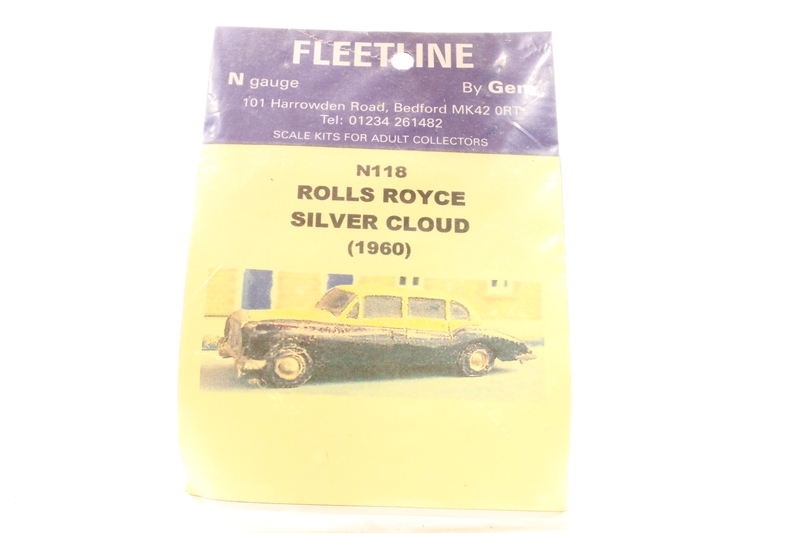 FLEETLINE
N gauge By Gem
101 Harrowden Road, Bedford MK42 0RT
Tel: 01234 261482
SCALE KITS FOR ADULT COLLECTORS
N118
ROLLS ROYCE
SILVER CLOUD
(1960)